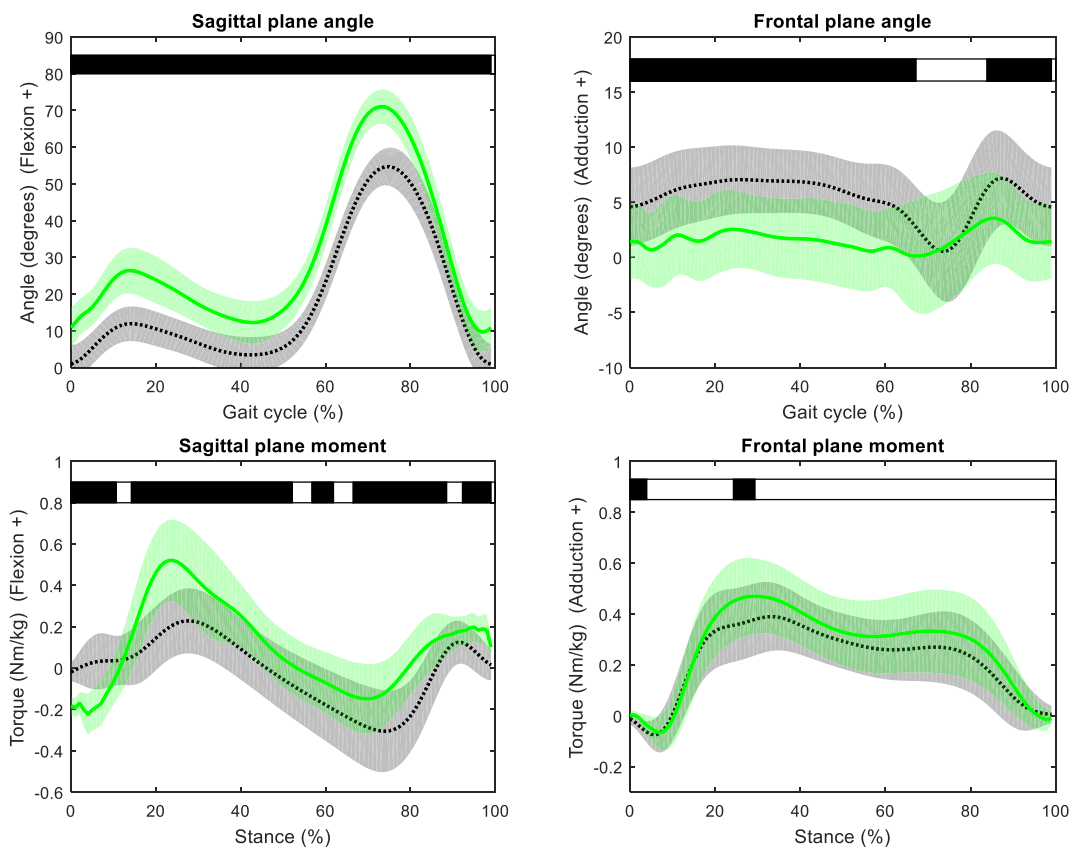 Sagittal plane angle
90
80
70
60
50
40
30
20
10
0
Angle (degrees)  (Flexion +)
0 20 40 60 80 100
Gait cycle (%)
Frontal plane angle
20
15
10
5
0
-5
-10
Angle (degrees)  (Adduction +)
0 20 40 60 80 100
Gait cycle (%)
Sagittal plane moment
1
0.8
0.6
0.4
0.2
0
-0.2
-0.4
-0.6
Torque (Nm/kg)  (Flexion +)
0 20 40 60 80 100
Stance (%)
Frontal plane moment
1
0.8
0.6
0.4
0.2
0
-0.2
Torque (Nm/kg)  (Adduction +)
0 20 40 60 80 100
Stance (%)